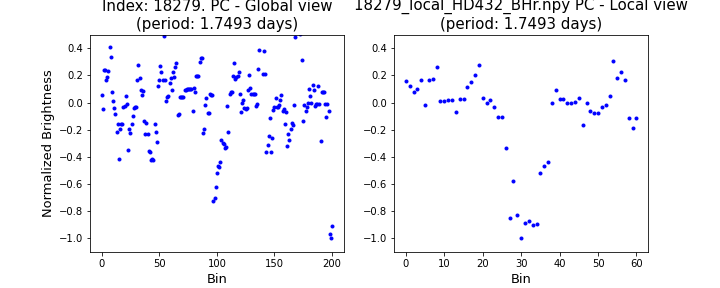 Index: 18279. PC - Global view
(period: 1.7493 days)
18279_local_HD432_BHr.npy PC - Local view
(period: 1.7493 days)
Normalized Brightness
0.4
0.2
0.0
−0.2
−0.4
−0.6
−0.8
−1.0
0 50 100 150 200
Bin
0.4
0.2
0.0
−0.2
−0.4
−0.6
−0.8
−1.0
0 10 20 30 40 50 60
Bin